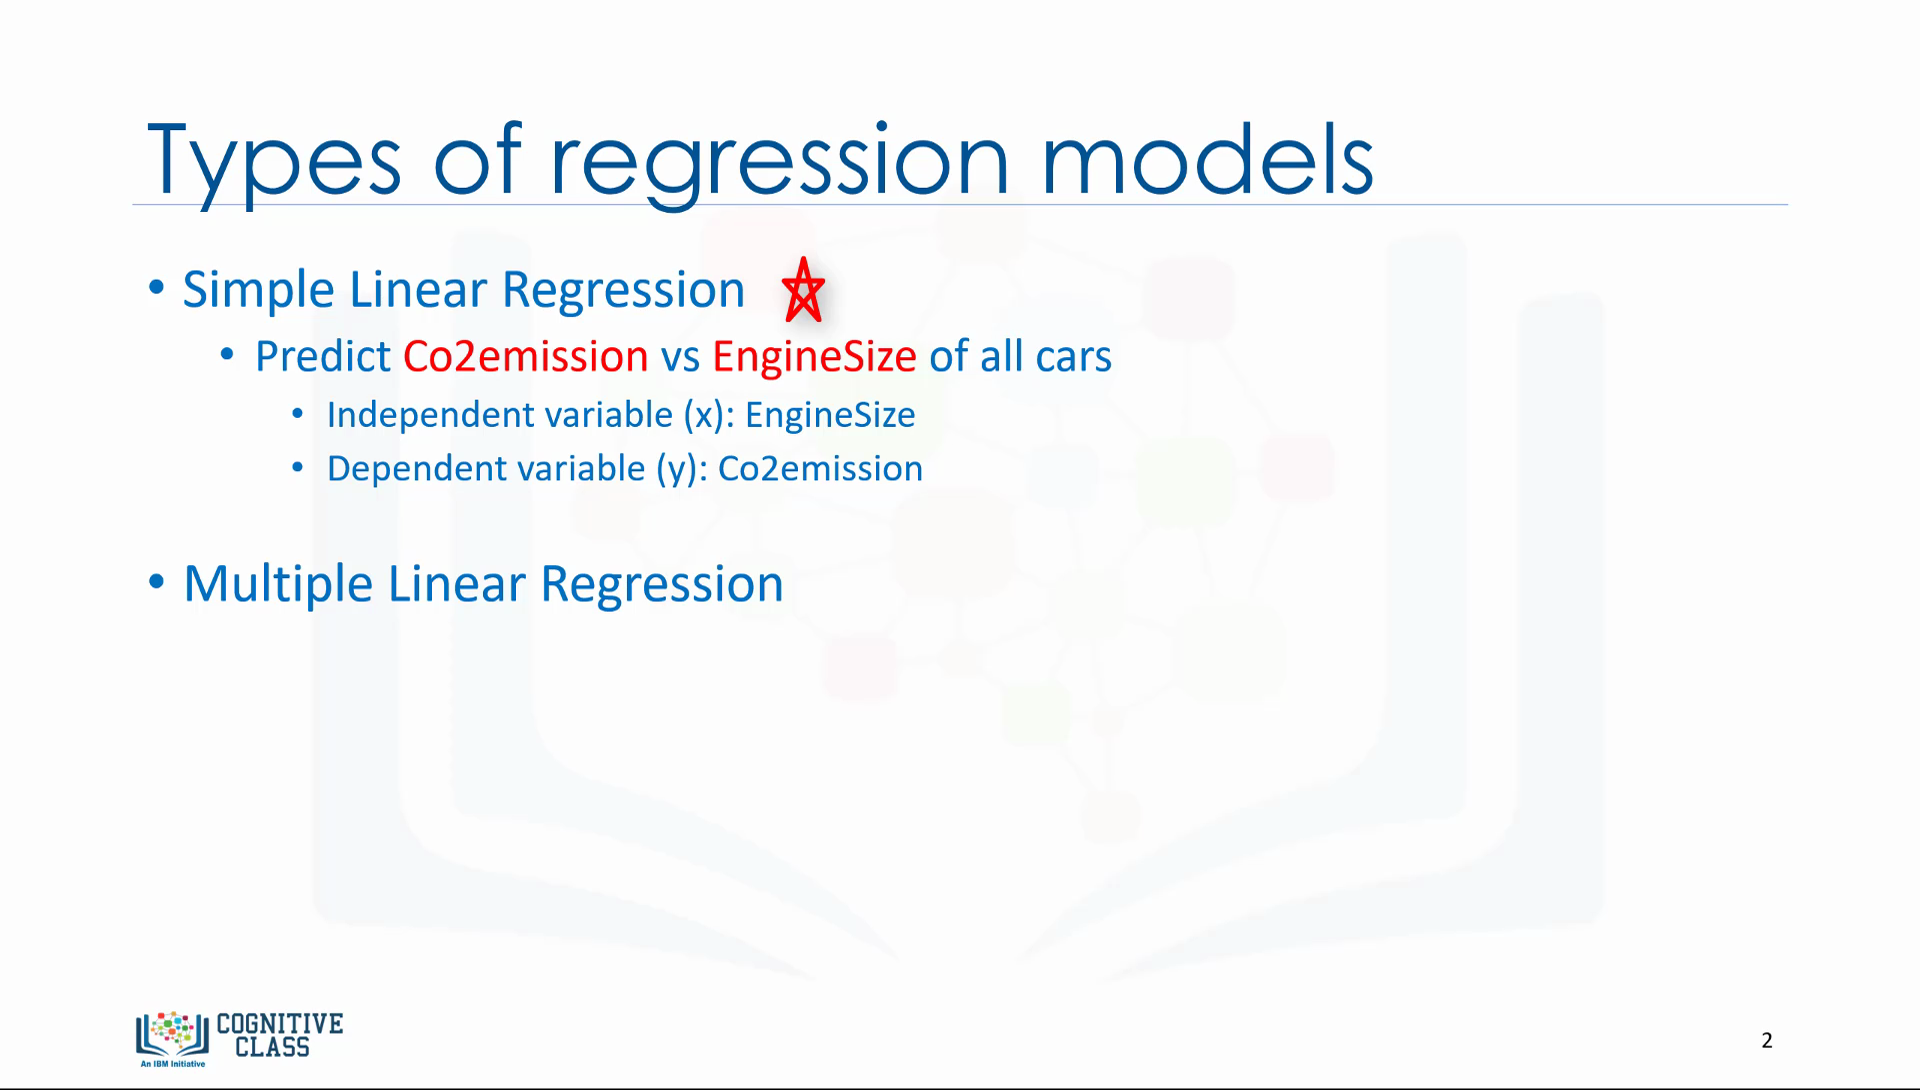 Types of regression models
• Simple Linear Regression
• Predict Co2emission vs EngineSize of all cars
• Independent variable (x): EngineSize
• Dependent variable (y): Co2emission
• Multiple Linear Regression
COGNITIVE
CLASS
An IBM Initiative
2